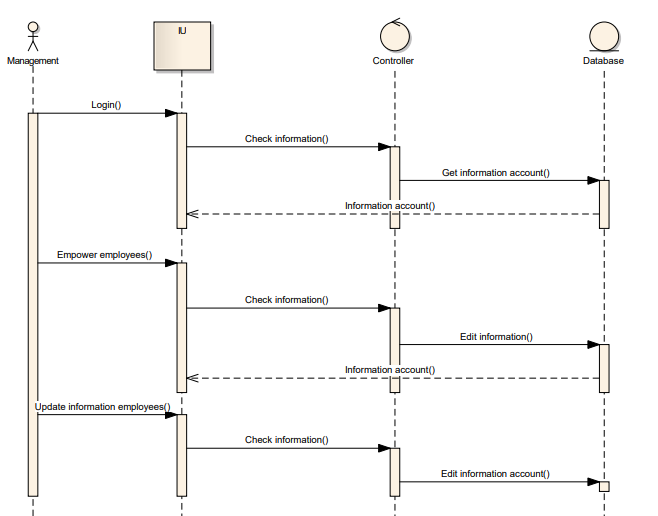 IU
Management
Controller
Database
Login()
Check information()
Get information account()
Information account()
Empower employees()
Check information()
Edit information()
Information account()
Update information employees()
Check information()
Edit information account()